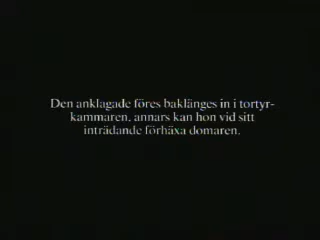 Den anklagade föres baklänges in i tortyr-
kammaren, annars kan hon vid sitt
inträdande förhäxa domaren.